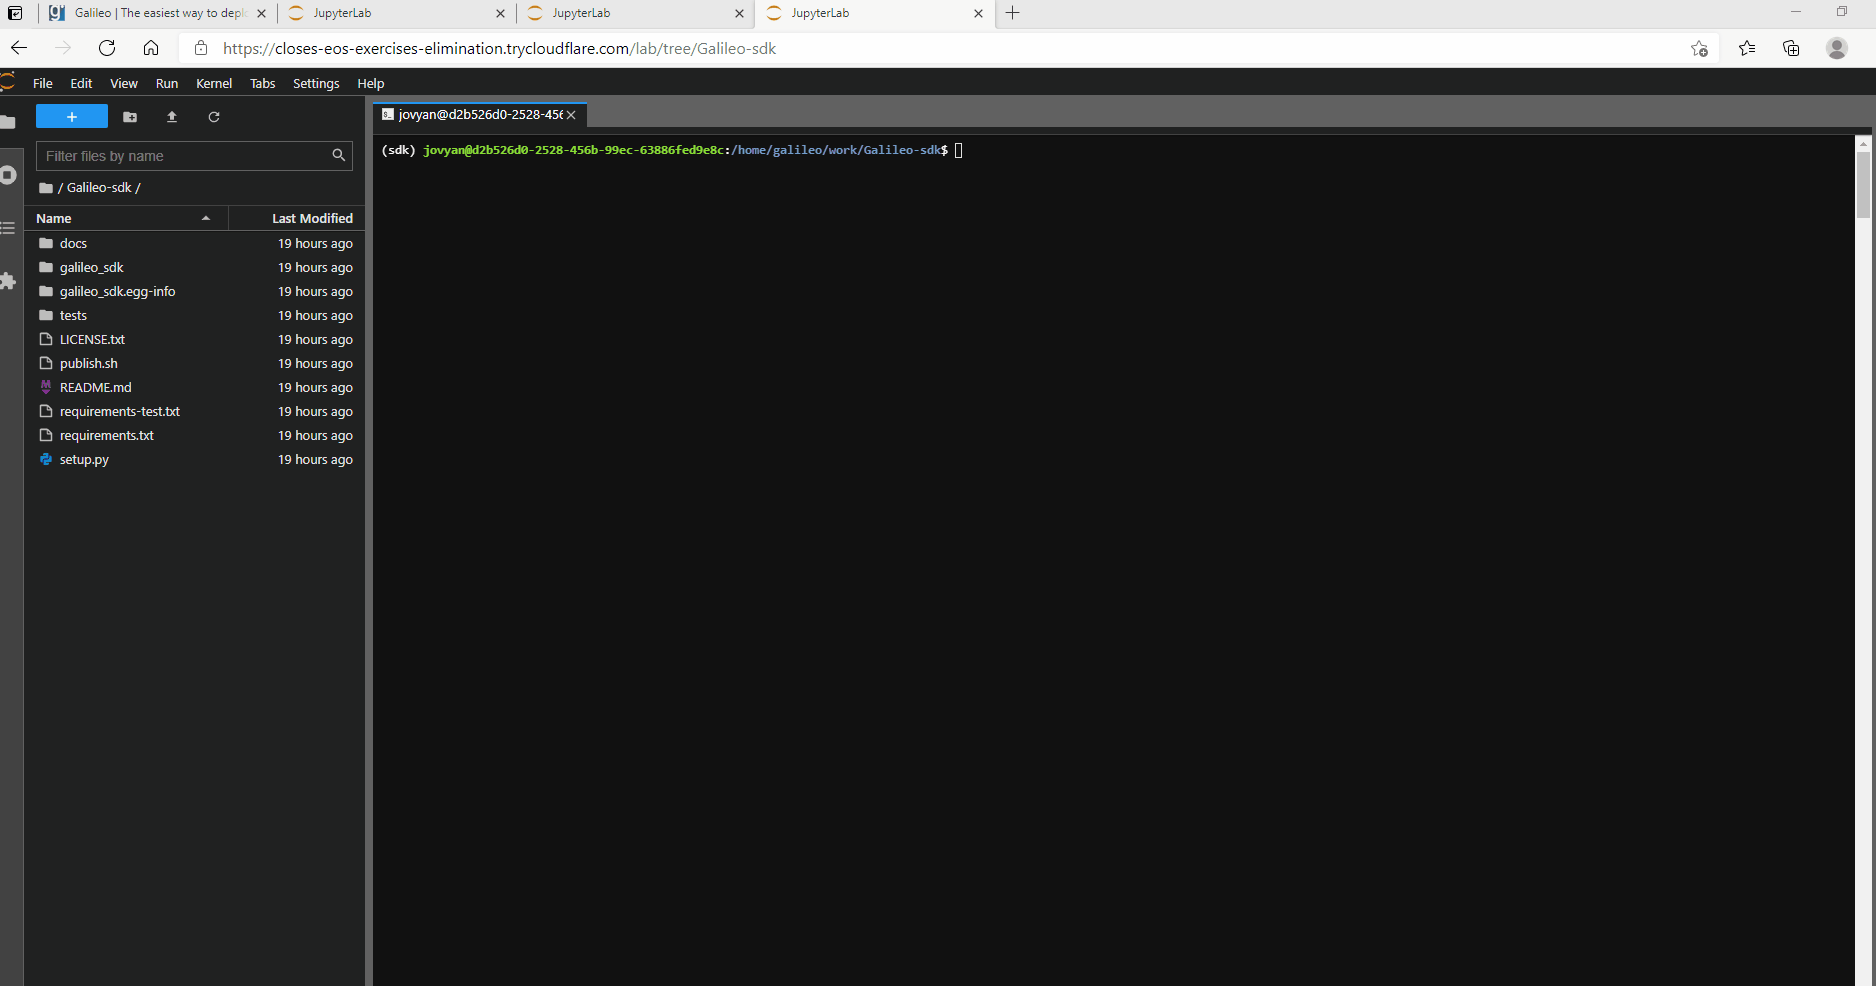 Galileo | The easiest way to depl
JupyterLab
JupyterLab
JupyterLab
https://closes-eos-exercises-elimination.trycloudflare.com/lab/tree/Galileo-sdk
File Edit View Run Kernel Tabs Settings Help
jovyan@d2b526d0-2528-456
Filter files by name
/ Galileo-sdk /
Name Last Modified
docs 19 hours ago
galileo_sdk 19 hours ago
galileo_sdk.egg-info 19 hours ago
tests 19 hours ago
LICENSE.txt 19 hours ago
publish.sh 19 hours ago
README.md 19 hours ago
requirements-test.txt 19 hours ago
requirements.txt 19 hours ago
setup.py 19 hours ago
(sdk) jovyan@d2b526d0-2528-456b-99ec-63886fed9e8c:/home/galileo/work/Galileo-sdk$